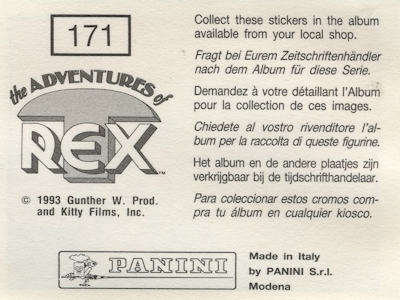 171
the ADVENTURES of
T
REX™
© 1993 Gunther W. Prod.
and Kitty Films, Inc.
Collect these stickers in the album
available from your local shop.
Fragt bei Eurem Zeitschriftenhändler
nach dem Album für diese Serie.
Demandez à votre détaillant l'Album
pour la collection de ces images.
Chiedete al vostro rivenditore l'al-
bum per la raccolta di queste figurine.
Het album en de andere plaatjes zijn
verkrijgbaar bij de tijdschrifthandelaar.
Para coleccionar estos cromos com-
pra tu álbum en cualquier kiosco.
PANINI
Made in Italy
by PANINI S.r.l.
Modena